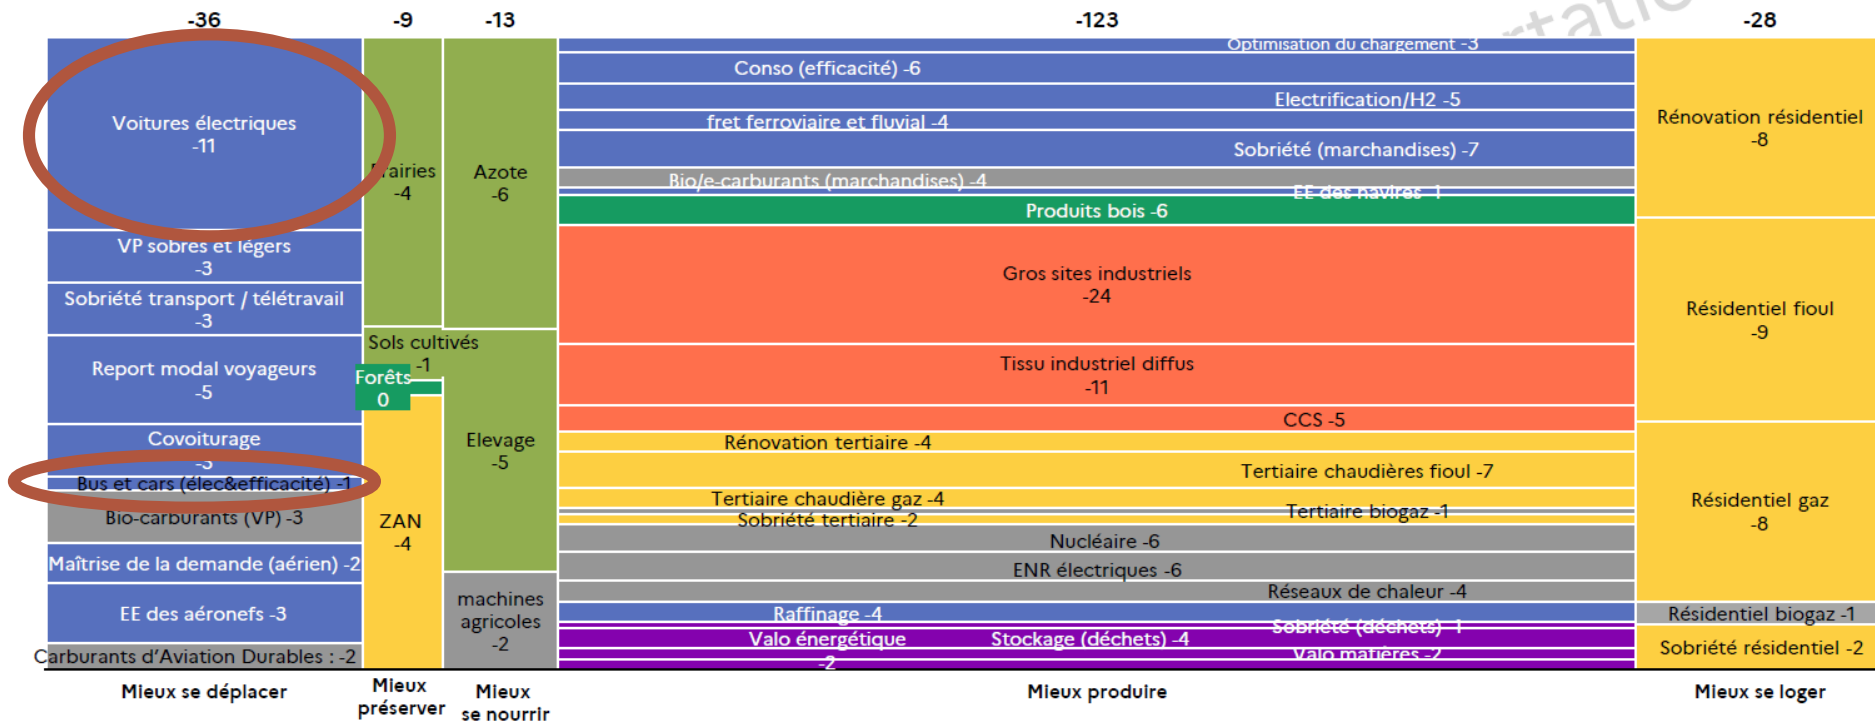 -36
-9
-13
-123
-28
Voitures électriques
-11
VP sobres et légers
-3
Sobriété transport / télétravail
-3
Report modal voyageurs
-5
Covoiturage
-3
Bus et cars (élec&efficacité) -1
Bio-carburants (VP) -3
Maîtrise de la demande (aérien) -2
EE des aéronefs -3
Carburants d'Aviation Durables : -2
Prairies
-4
Sols cultivés
-1
Forêts
0
ZAN
-4
Azote
-6
Elevage
-5
machines
agricoles
-2
Optimisation du chargement -3
Conso (efficacité) -6
Electrification/H2 -5
fret ferroviaire et fluvial -4
Sobriété (marchandises) -7
Bio/e-carburants (marchandises) -4
EE des navires -1
Produits bois -6
Gros sites industriels
-24
Tissu industriel diffus
-11
CCS -5
Rénovation tertiaire -4
Tertiaire chaudières fioul -7
Tertiaire chaudière gaz -4
Tertiaire biogaz -1
Sobriété tertiaire -2
Nucléaire -6
ENR électriques -6
Réseaux de chaleur -4
Raffinage -4
Sobriété (déchets) -1
Valo énergétique
-2
Stockage (déchets) -4
Valo matières -2
Rénovation résidentiel
-8
Résidentiel fioul
-9
Résidentiel gaz
-8
Résidentiel biogaz -1
Sobriété résidentiel -2
Mieux se déplacer
Mieux
préserver
Mieux
se nourrir
Mieux produire
Mieux se loger